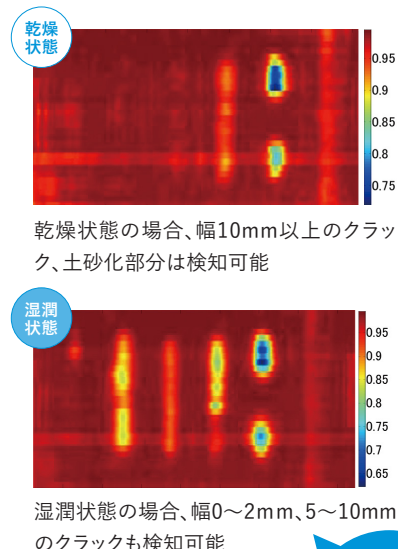 乾燥
状態
0.95
0.9
0.85
0.8
0.75
乾燥状態の場合、幅10mm以上のクラッ
ク、土砂化部分は検知可能
湿潤
状態
0.95
0.9
0.85
0.8
0.75
0.7
0.65
湿潤状態の場合、幅0～2mm、5～10mm
のクラックも検知可能